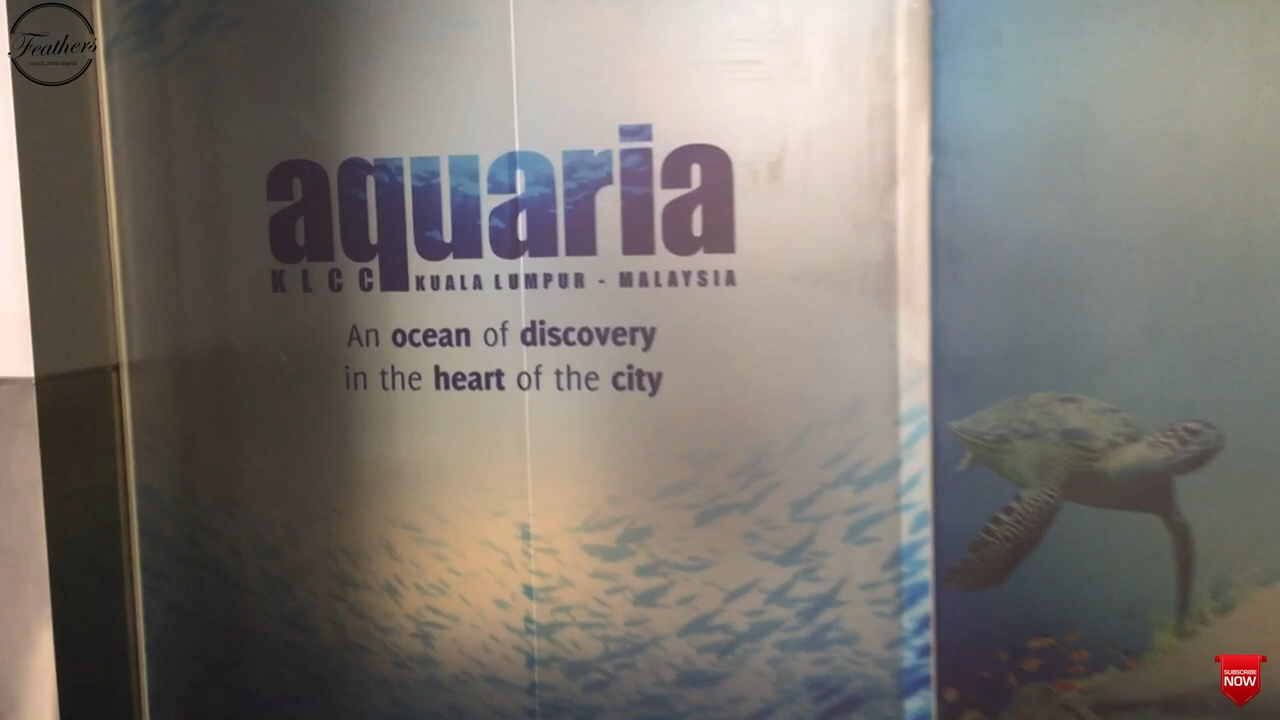 Feathers
aquaria
KLCC KUALA LUMPUR - MALAYSIA
An ocean of discovery
in the heart of the city
SUBSCRIBE
NOW